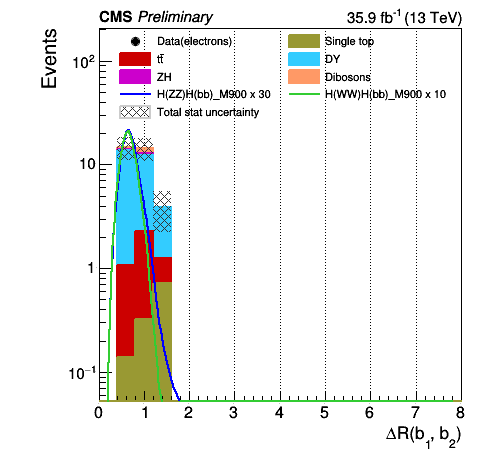 CMS Preliminary 35.9 fb⁻¹ (13 TeV)
Events
Data(electrons) Single top
tt̄ DY
ZH Dibosons
H(ZZ)H(bb)_M900 x 30 H(WW)H(bb)_M900 x 10
Total stat uncertainty
10²
10
1
10⁻¹
0 1 2 3 4 5 6 7 8
ΔR(b₁, b₂)